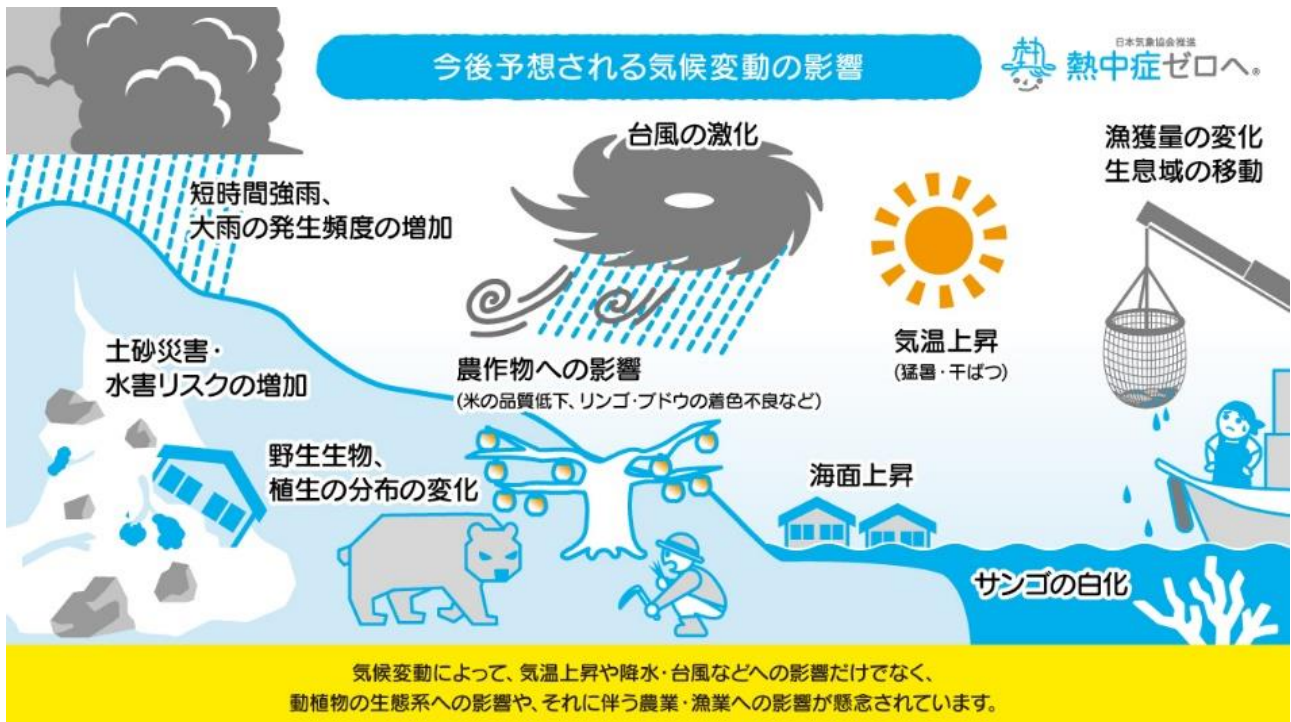 今後予想される気候変動の影響
日本気象協会推進
熱中症ゼロへ®
台風の激化
漁獲量の変化
生息域の移動
短時間強雨、
大雨の発生頻度の増加
土砂災害・
水害リスクの増加
農作物への影響
(米の品質低下、リンゴ・ブドウの着色不良など)
気温上昇
(猛暑・干ばつ)
野生生物、
植生の分布の変化
海面上昇
サンゴの白化
気候変動によって、気温上昇や降水・台風などへの影響だけでなく、
動植物の生態系への影響や、それに伴う農業・漁業への影響が懸念されています。